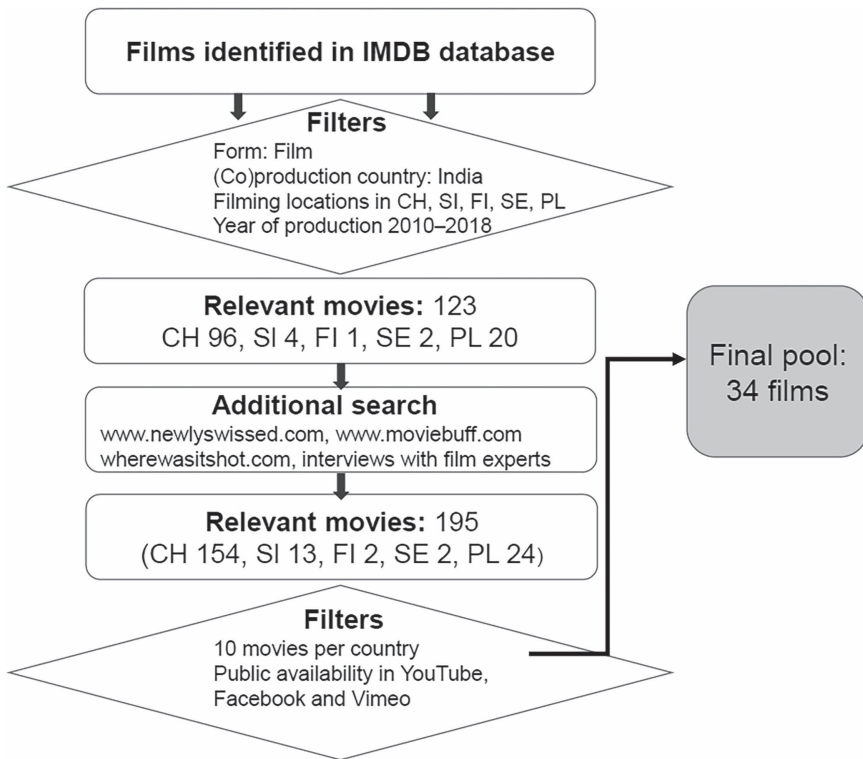 Films identified in IMDB database
Filters
Form: Film
(Co)production country: India
Filming locations in CH, SI, FI, SE, PL
Year of production 2010–2018
Relevant movies: 123
CH 96, SI 4, FI 1, SE 2, PL 20
Additional search
www.newlyswissed.com, www.moviebuff.com
wherewasitshot.com, interviews with film experts
Relevant movies: 195
(CH 154, SI 13, FI 2, SE 2, PL 24)
Filters
10 movies per country
Public availability in YouTube,
Facebook and Vimeo
Final pool:
34 films